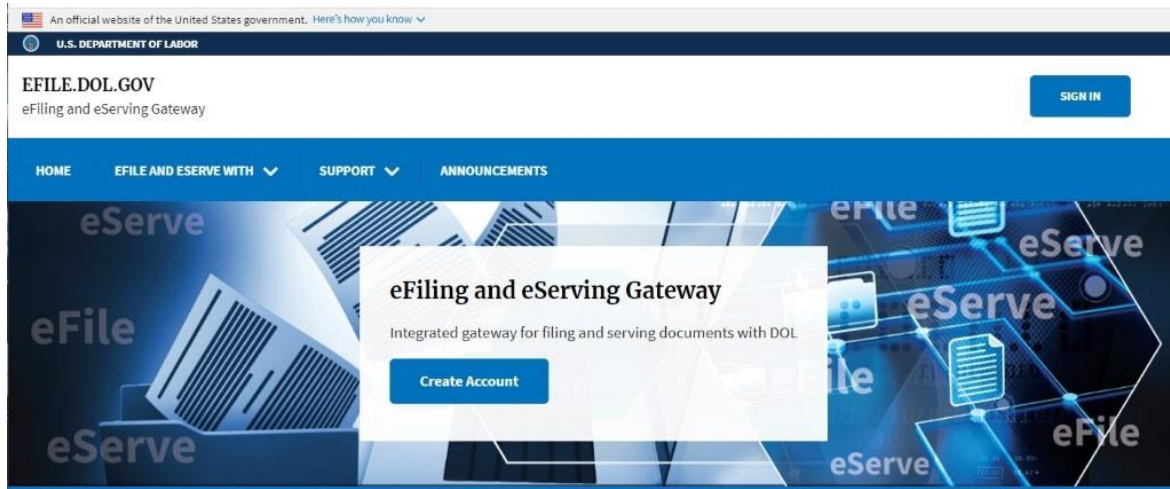 An official website of the United States government. Here's how you know
U.S. DEPARTMENT OF LABOR
EFILE.DOL.GOV
eFiling and eServing Gateway
SIGN IN
HOME EFILE AND ESERVE WITH SUPPORT ANNOUNCEMENTS
eServe
eFile
eServe
eFiling and eServing Gateway
Integrated gateway for filing and serving documents with DOL
Create Account
eFile
eServe
eServe
eFile
eFile
eServe